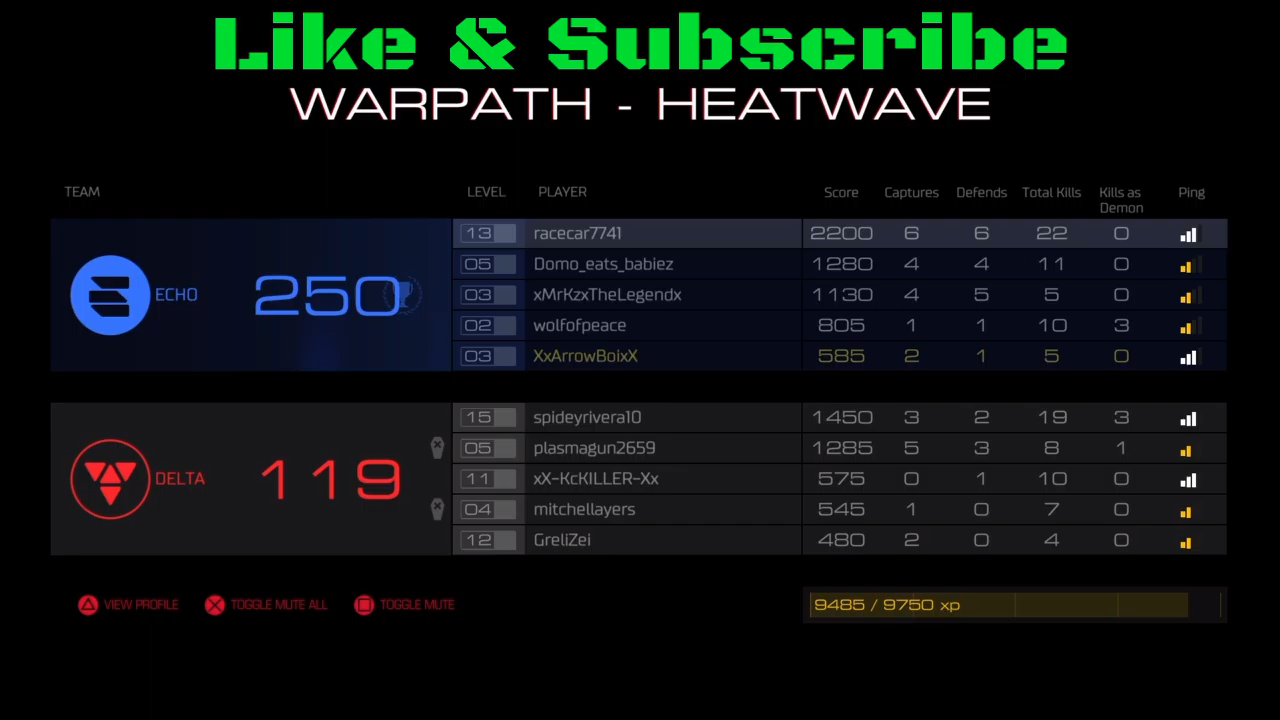 Like & Subscribe
WARPATH - HEATWAVE
TEAM LEVEL PLAYER Score Captures Defends Total Kills Kills as Demon Ping
ECHO 250
13 racecar7741 2200 6 6 22 0
05 Domo_eats_babiez 1280 4 4 11 0
03 xMrKzxTheLegendx 1130 4 5 5 0
02 wolfofpeace 805 1 1 10 3
03 XxArrowBoixX 585 2 1 5 0
DELTA 119
15 spideyrivera10 1450 3 2 19 3
05 plasmagun2659 1285 5 3 8 1
11 xX-KcKILLER-Xx 575 0 1 10 0
04 mitchellayers 545 1 0 7 0
12 GreliZei 480 2 0 4 0
VIEW PROFILE TOGGLE MUTE ALL TOGGLE MUTE 9485 / 9750 xp